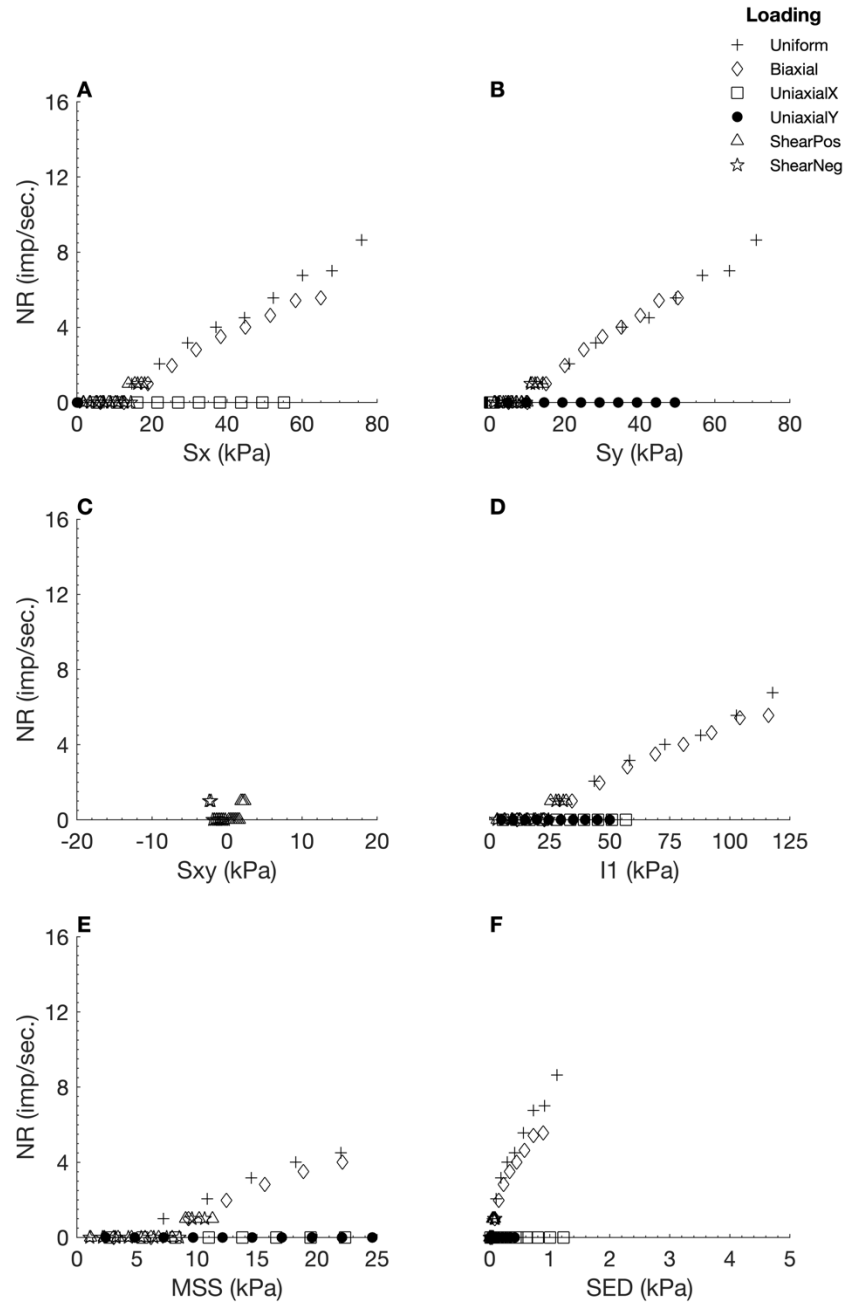 Loading
Uniform
Biaxial
UniaxialX
UniaxialY
ShearPos
ShearNeg
A
16
12
8
4
0
NR (imp/sec.)
0 20 40 60 80
Sx (kPa)
B
16
12
8
4
0
0 20 40 60 80
Sy (kPa)
C
16
12
8
4
0
NR (imp/sec.)
-20 -10 0 10 20
Sxy (kPa)
D
16
12
8
4
0
0 25 50 75 100 125
I1 (kPa)
E
16
12
8
4
0
NR (imp/sec.)
0 5 10 15 20 25
MSS (kPa)
F
16
12
8
4
0
0 1 2 3 4 5
SED (kPa)